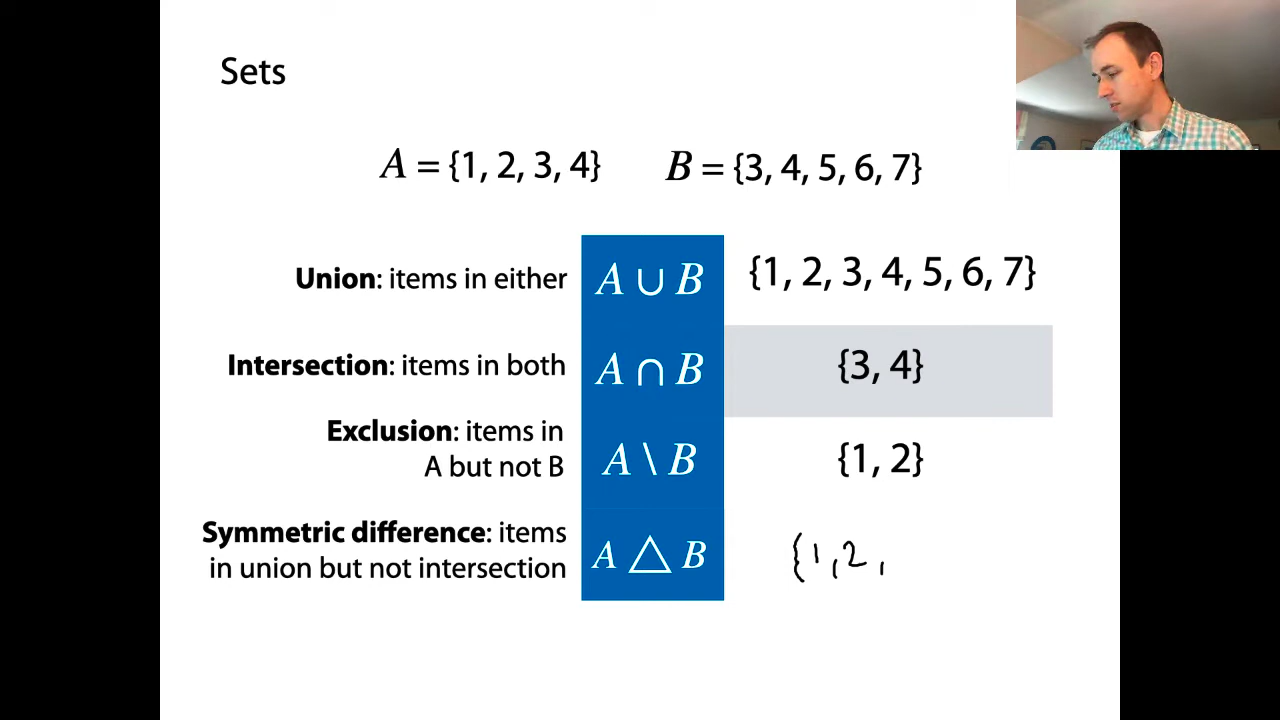 Sets
A = {1, 2, 3, 4} B = {3, 4, 5, 6, 7}
Union: items in either A ∪ B {1, 2, 3, 4, 5, 6, 7}
Intersection: items in both A ∩ B {3, 4}
Exclusion: items in
A but not B A \ B {1, 2}
Symmetric difference: items
in union but not intersection A △ B {1, 2,